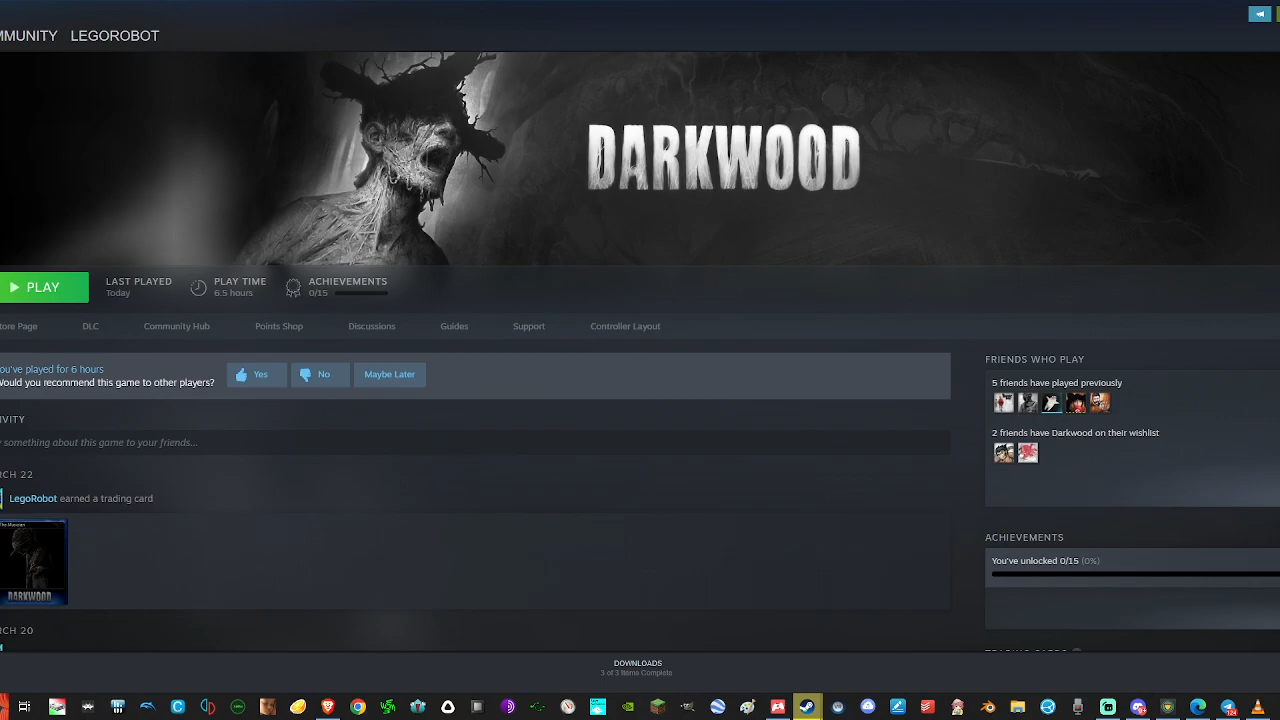 MMUNITY LEGOROBOT
DARKWOOD
PLAY
LAST PLAYED
Today
PLAY TIME
6.5 hours
ACHIEVEMENTS
0/15
tore Page DLC Community Hub Points Shop Discussions Guides Support Controller Layout
ou've played for 6 hours
Would you recommend this game to other players?
Yes No Maybe Later
FRIENDS WHO PLAY
5 friends have played previously
2 friends have Darkwood on their wishlist
IVITY
y something about this game to your friends...
RCH 22
LegoRobot earned a trading card
The Musician
DARKWOOD
ACHIEVEMENTS
You've unlocked 0/15 (0%)
RCH 20
DOWNLOADS
3 of 3 Items Complete